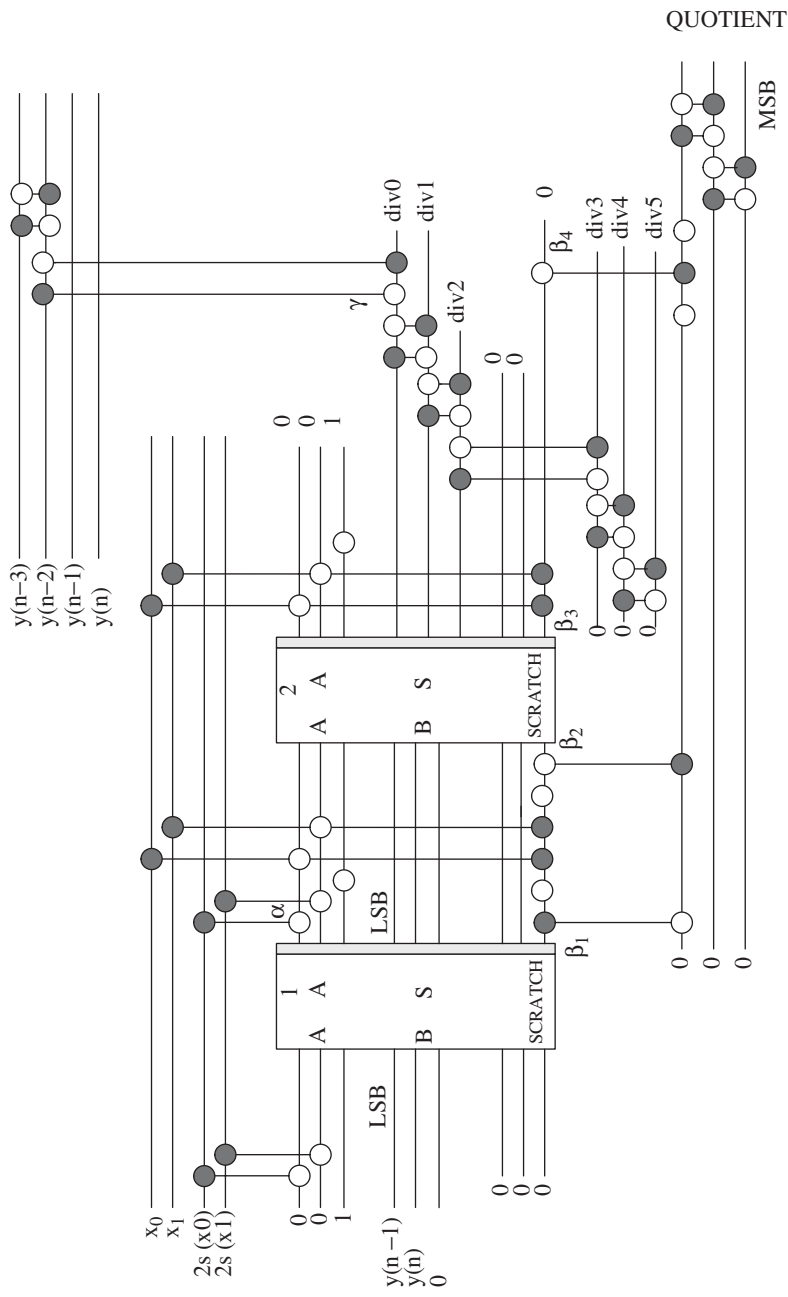 QUOTIENT
MSB
y(n−3)
y(n−2)
y(n−1)
y(n)
div0
div1
div2
0
0
0
β4
div3
div4
div5
γ
0
0
1
0
0
0
β3
2
A A
B S
SCRATCH
β2
α
LSB
β1
1
A A
B S
SCRATCH
LSB
0
0
0
0
0
0
x0
x1
2s (x0)
2s (x1)
0
0
1
y(n−1)
y(n)
0